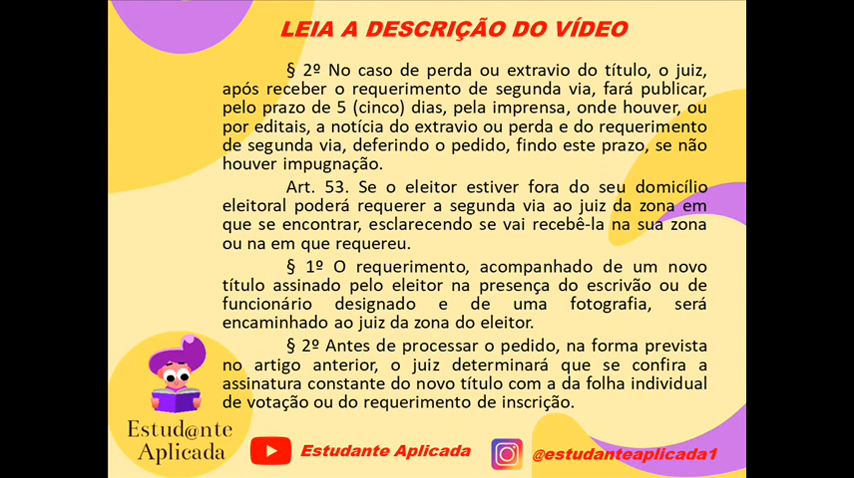 LEIA A DESCRIÇÃO DO VÍDEO
§ 2º No caso de perda ou extravio do título, o juiz,
após receber o requerimento de segunda via, fará publicar,
pelo prazo de 5 (cinco) dias, pela imprensa, onde houver, ou
por editais, a notícia do extravio ou perda e do requerimento
de segunda via, deferindo o pedido, findo este prazo, se não
houver impugnação.
Art. 53. Se o eleitor estiver fora do seu domicílio
eleitoral poderá requerer a segunda via ao juiz da zona em
que se encontrar, esclarecendo se vai recebê-la na sua zona
ou na em que requereu.
§ 1º O requerimento, acompanhado de um novo
título assinado pelo eleitor na presença do escrivão ou de
funcionário designado e de uma fotografia, será
encaminhado ao juiz da zona do eleitor.
§ 2º Antes de processar o pedido, na forma prevista
no artigo anterior, o juiz determinará que se confira a
assinatura constante do novo título com a da folha individual
de votação ou do requerimento de inscrição.
Estud@nte
Aplicada
Estudante Aplicada
@estudanteaplicada1